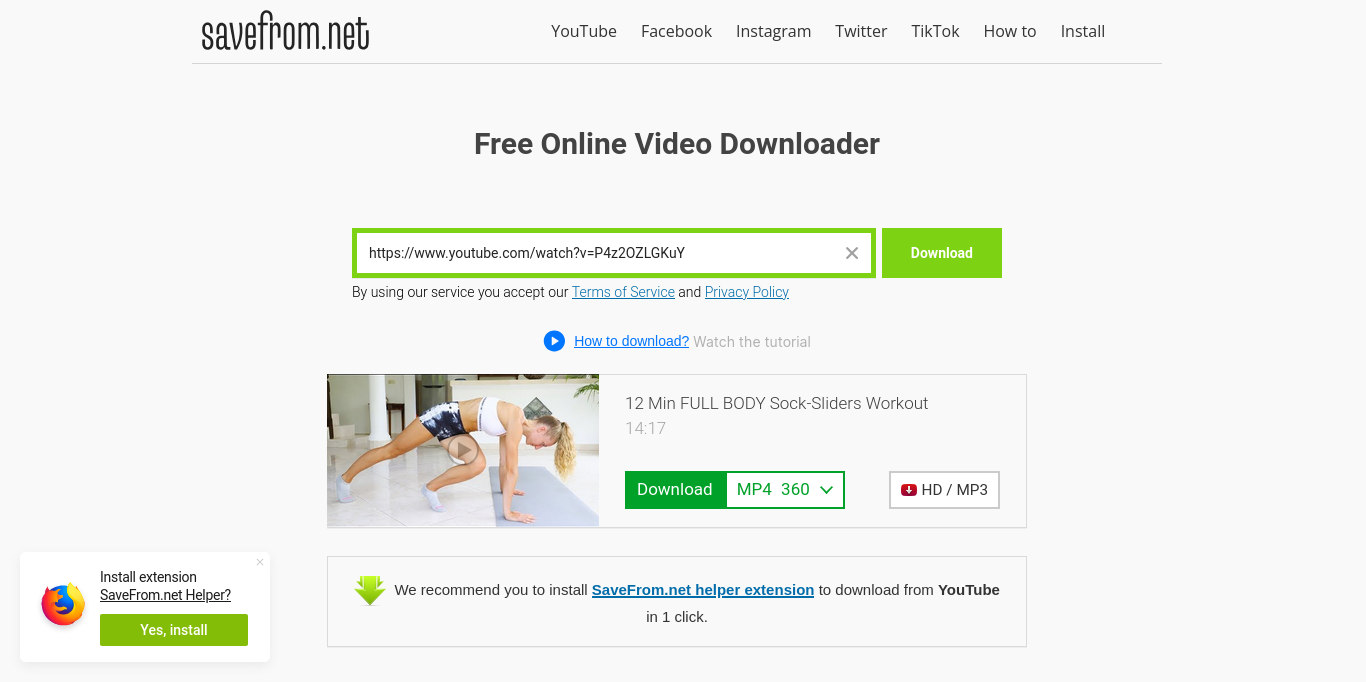 savefrom.net
YouTube Facebook Instagram Twitter TikTok How to Install
Free Online Video Downloader
https://www.youtube.com/watch?v=P4z2OZLGKuY
Download
By using our service you accept our Terms of Service and Privacy Policy
How to download? Watch the tutorial
12 Min FULL BODY Sock-Sliders Workout
14:17
Download MP4 360
HD / MP3
We recommend you to install SaveFrom.net helper extension to download from YouTube
in 1 click.
Install extension
SaveFrom.net Helper?
Yes, install